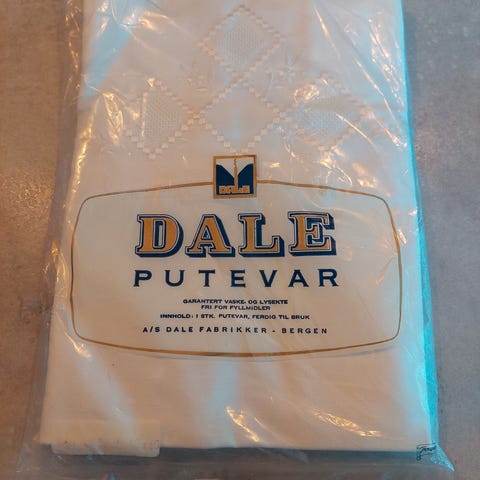 DALE
DALE
PUTEVAR
GARANTERT VASKE- OG LYSEKTE
FRI FOR FYLLMIDLER
INNHOLD: 1 STK. PUTEVAR, FERDIG TIL BRUK
A/S DALE FABRIKKER - BERGEN